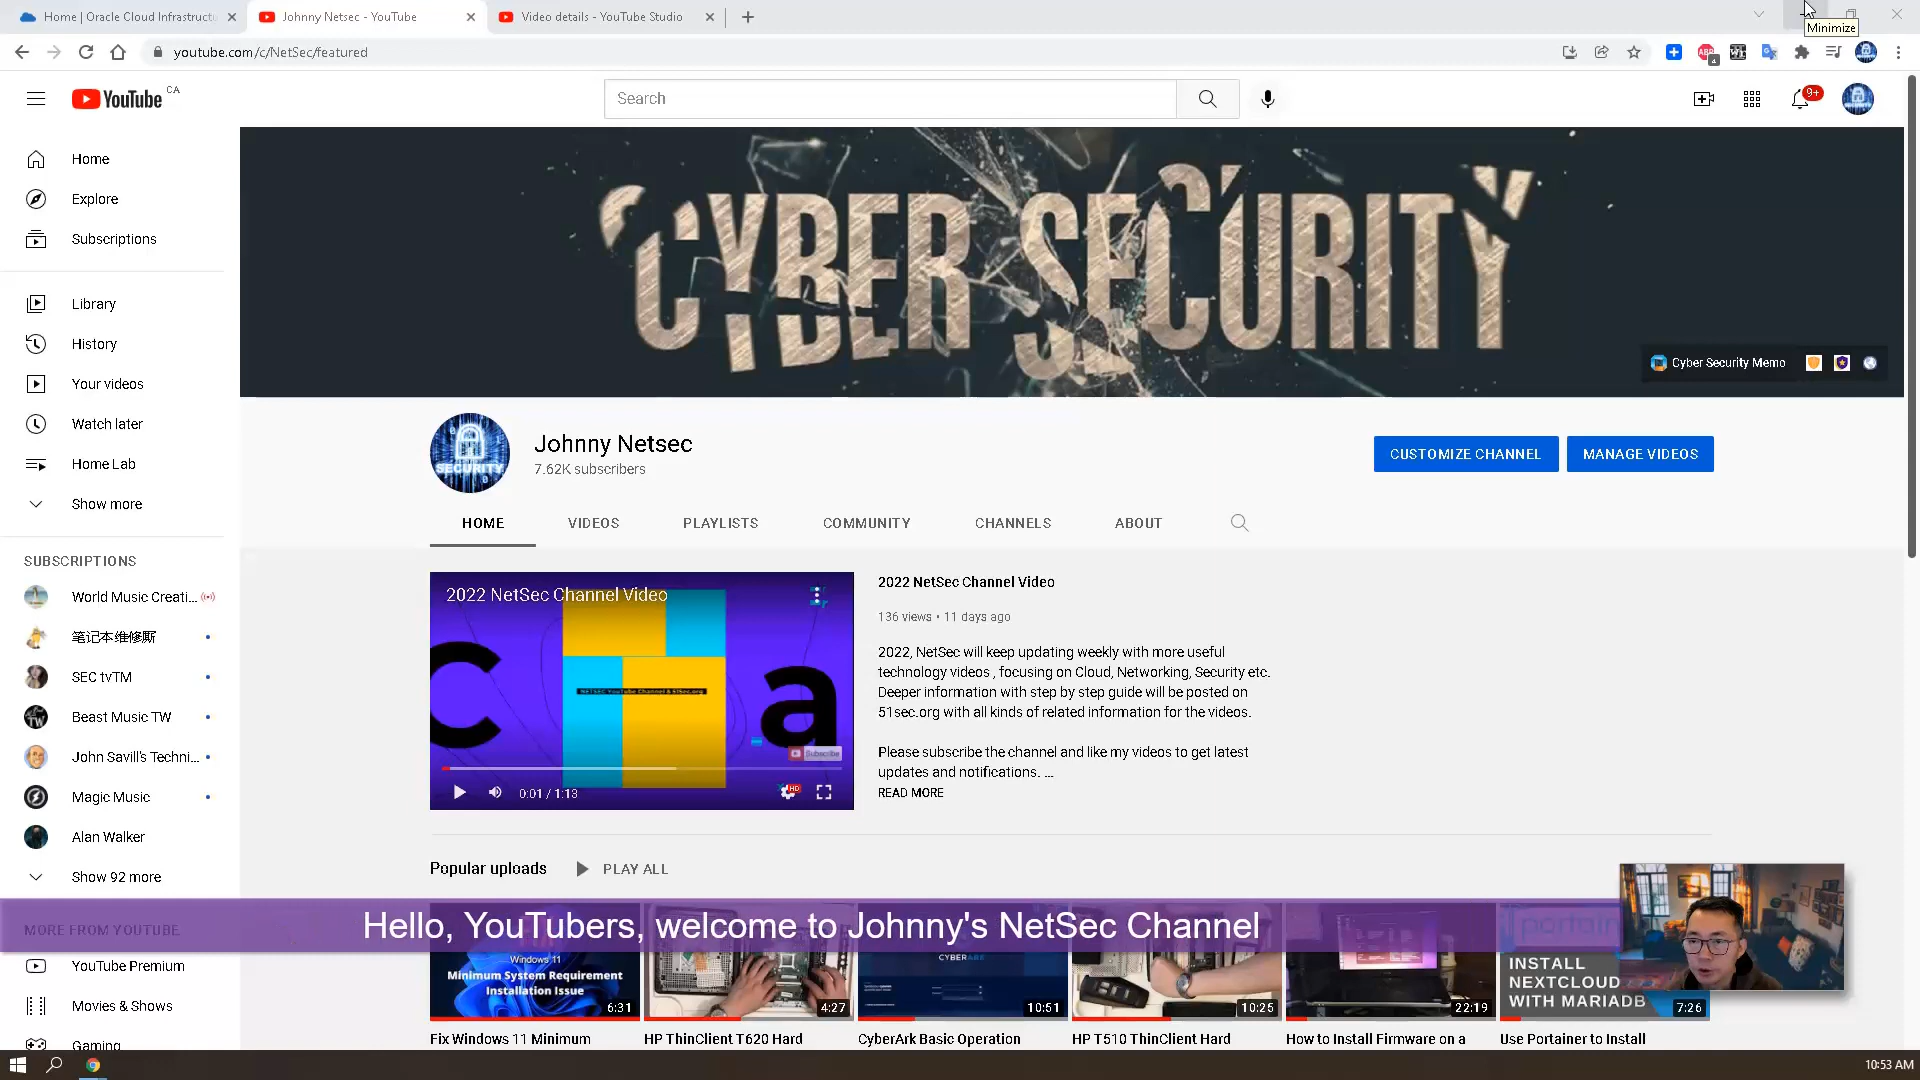 Home | Oracle Cloud Infrastructu
Johnny Netsec - YouTube
Video details - YouTube Studio
Minimize
youtube.com/c/NetSec/featured
YouTube CA
Search
9+
Home
Explore
Subscriptions
Library
History
Your videos
Watch later
Home Lab
Show more
SUBSCRIPTIONS
World Music Creati...
笔记本维修厮
SEC tvTM
Beast Music TW
John Savill's Techni...
Magic Music
Alan Walker
Show 92 more
MORE FROM YOUTUBE
YouTube Premium
Movies & Shows
Gaming
CYBER SECURITY
Cyber Security Memo
SECURITY
Johnny Netsec
7.62K subscribers
CUSTOMIZE CHANNEL
MANAGE VIDEOS
HOME
VIDEOS
PLAYLISTS
COMMUNITY
CHANNELS
ABOUT
2022 NetSec Channel Video
C a
NETSEC YouTube Channel & 51Sec.org
Subscribe
0:01 / 1:13
HD
2022 NetSec Channel Video
136 views • 11 days ago
2022, NetSec will keep updating weekly with more useful
technology videos , focusing on Cloud, Networking, Security etc.
Deeper information with step by step guide will be posted on
51sec.org with all kinds of related information for the videos.
Please subscribe the channel and like my videos to get latest
updates and notifications. ...
READ MORE
Popular uploads
PLAY ALL
Hello, YouTubers, welcome to Johnny's NetSec Channel
Windows 11
Minimum System Requirement
Installation Issue
6:31
4:27
CYBERARK
10:51
10:25
22:19
portain
INSTALL
NEXTCLOUD
WITH MARIADB
7:26
Fix Windows 11 Minimum
HP ThinClient T620 Hard
CyberArk Basic Operation
HP T510 ThinClient Hard
How to Install Firmware on a
Use Portainer to Install
10:53 AM